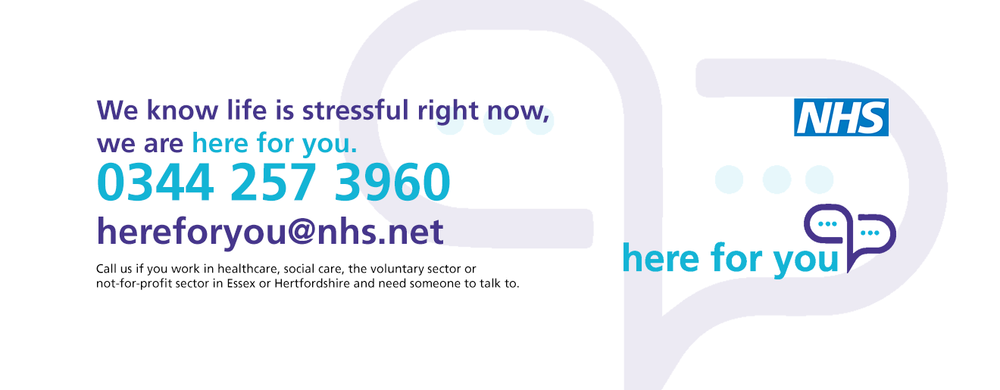 We know life is stressful right now,
we are here for you.
0344 257 3960
hereforyou@nhs.net
Call us if you work in healthcare, social care, the voluntary sector or
not-for-profit sector in Essex or Hertfordshire and need someone to talk to.
NHS
here for you